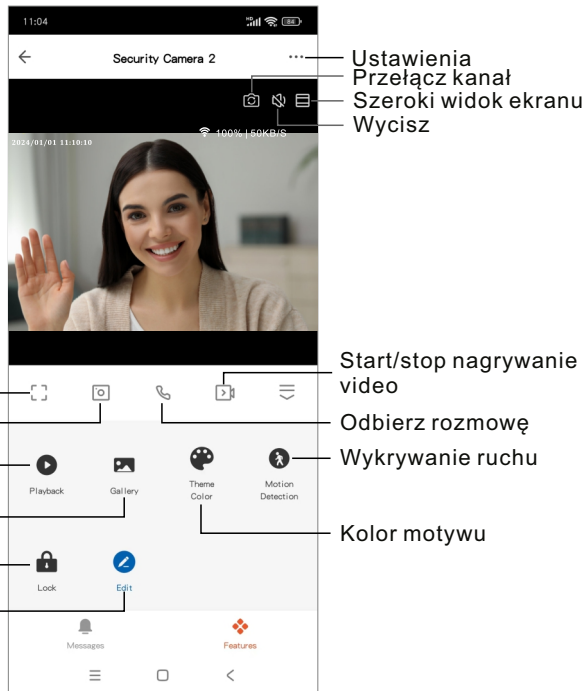 11:04
HD
84
Security Camera 2
Ustawienia
Przełącz kanał
Szeroki widok ekranu
Wycisz
100% | 50KB/S
2024/01/01 11:10:10
Start/stop nagrywanie
video
Odbierz rozmowę
Wykrywanie ruchu
Playback
Gallery
Theme
Color
Motion
Detection
Kolor motywu
Lock
Edit
Messages
Features